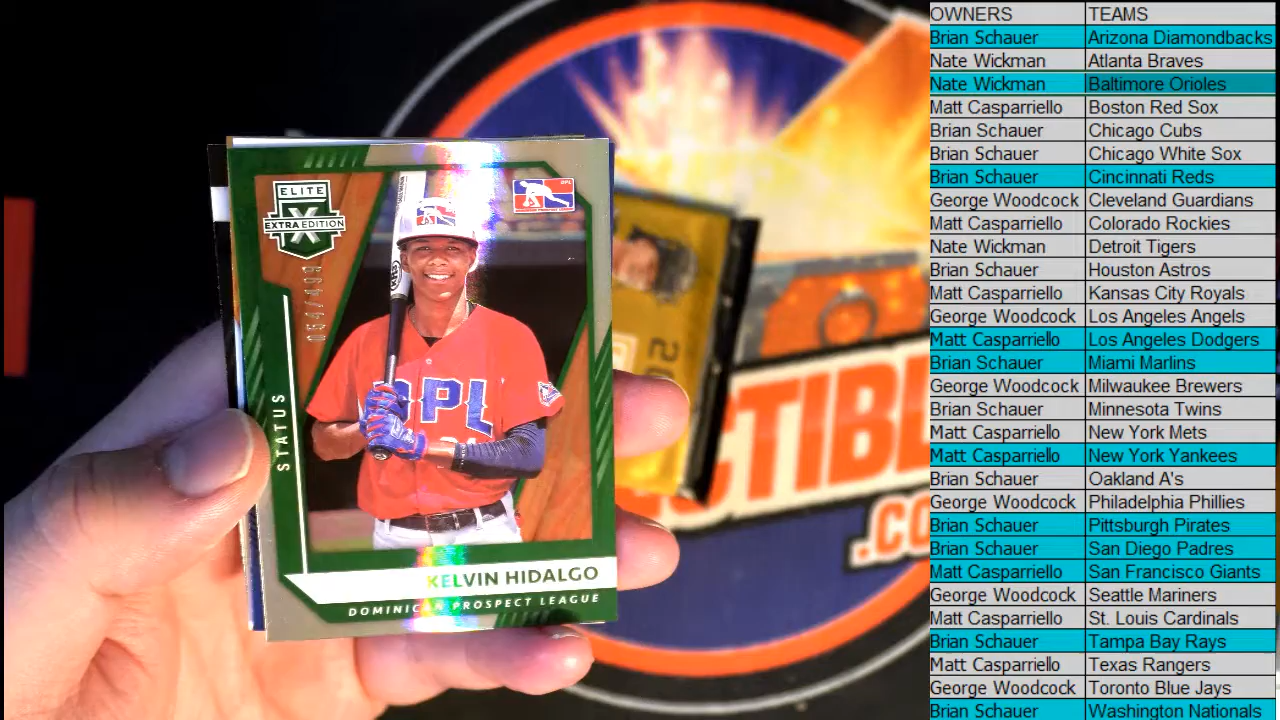 ELITE
X
EXTRA EDITION
DPL
054/499
STATUS
DPL
KELVIN HIDALGO
DOMINICAN PROSPECT LEAGUE
CTIBL
.CO
OWNERS TEAMS
Brian Schauer Arizona Diamondbacks
Nate Wickman Atlanta Braves
Nate Wickman Baltimore Orioles
Matt Casparriello Boston Red Sox
Brian Schauer Chicago Cubs
Brian Schauer Chicago White Sox
Brian Schauer Cincinnati Reds
George Woodcock Cleveland Guardians
Matt Casparriello Colorado Rockies
Nate Wickman Detroit Tigers
Brian Schauer Houston Astros
Matt Casparriello Kansas City Royals
George Woodcock Los Angeles Angels
Matt Casparriello Los Angeles Dodgers
Brian Schauer Miami Marlins
George Woodcock Milwaukee Brewers
Brian Schauer Minnesota Twins
Matt Casparriello New York Mets
Matt Casparriello New York Yankees
Brian Schauer Oakland A's
George Woodcock Philadelphia Phillies
Brian Schauer Pittsburgh Pirates
Brian Schauer San Diego Padres
Matt Casparriello San Francisco Giants
George Woodcock Seattle Mariners
Matt Casparriello St. Louis Cardinals
Brian Schauer Tampa Bay Rays
Matt Casparriello Texas Rangers
George Woodcock Toronto Blue Jays
Brian Schauer Washington Nationals